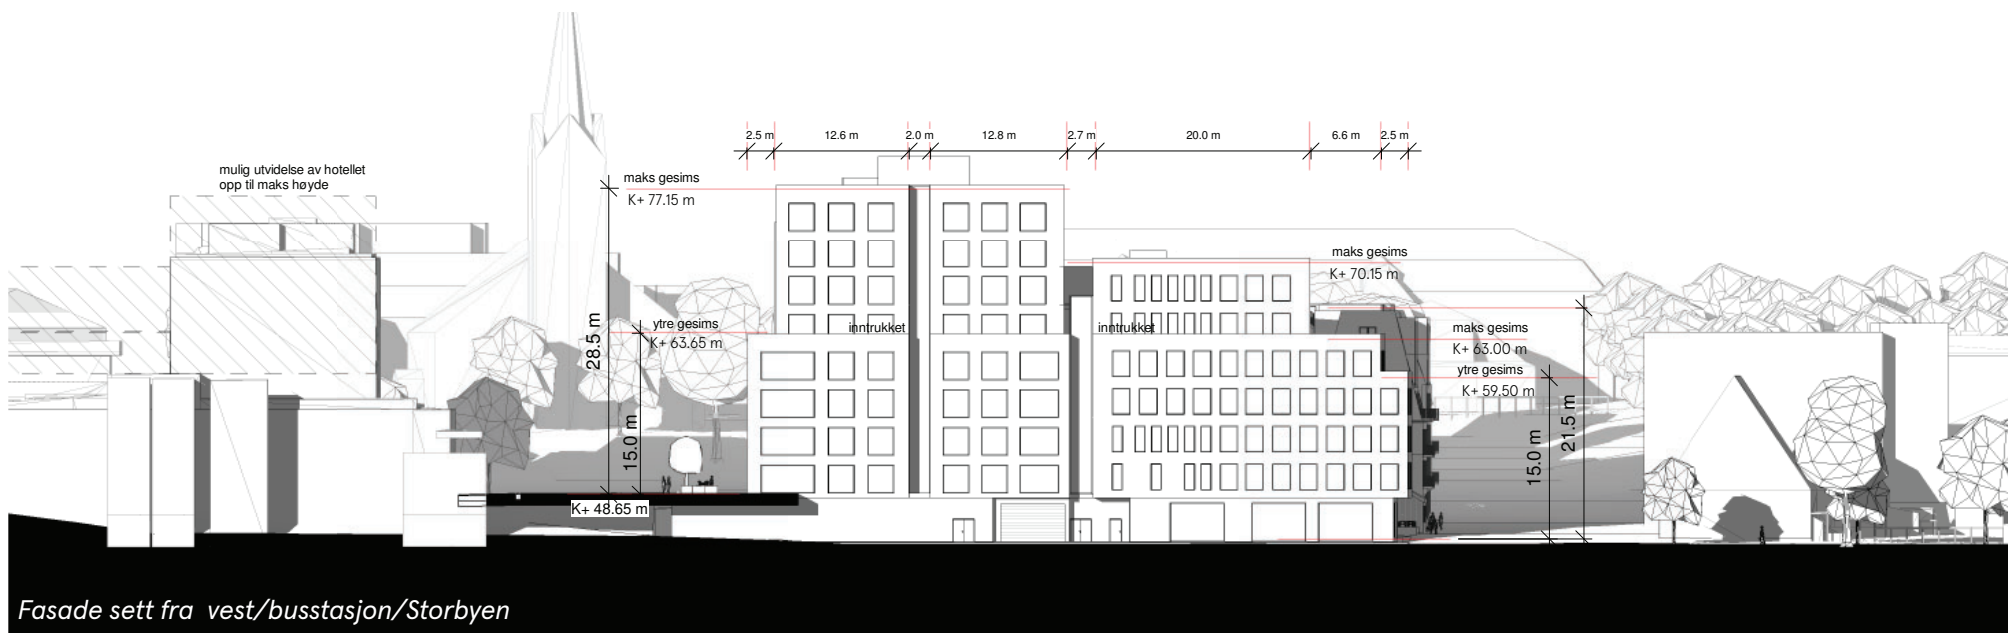 2.5 m 12.6 m 2.0 m 12.8 m 2.7 m 20.0 m 6.6 m 2.5 m
mulig utvidelse av hotellet
opp til maks høyde
maks gesims
K+ 77.15 m
maks gesims
K+ 70.15 m
ytre gesims
K+ 63.65 m
inntrukket
inntrukket
maks gesims
K+ 63.00 m
ytre gesims
K+ 59.50 m
28.5 m
15.0 m
15.0 m
21.5 m
K+ 48.65 m
Fasade sett fra vest/busstasjon/Storbyen